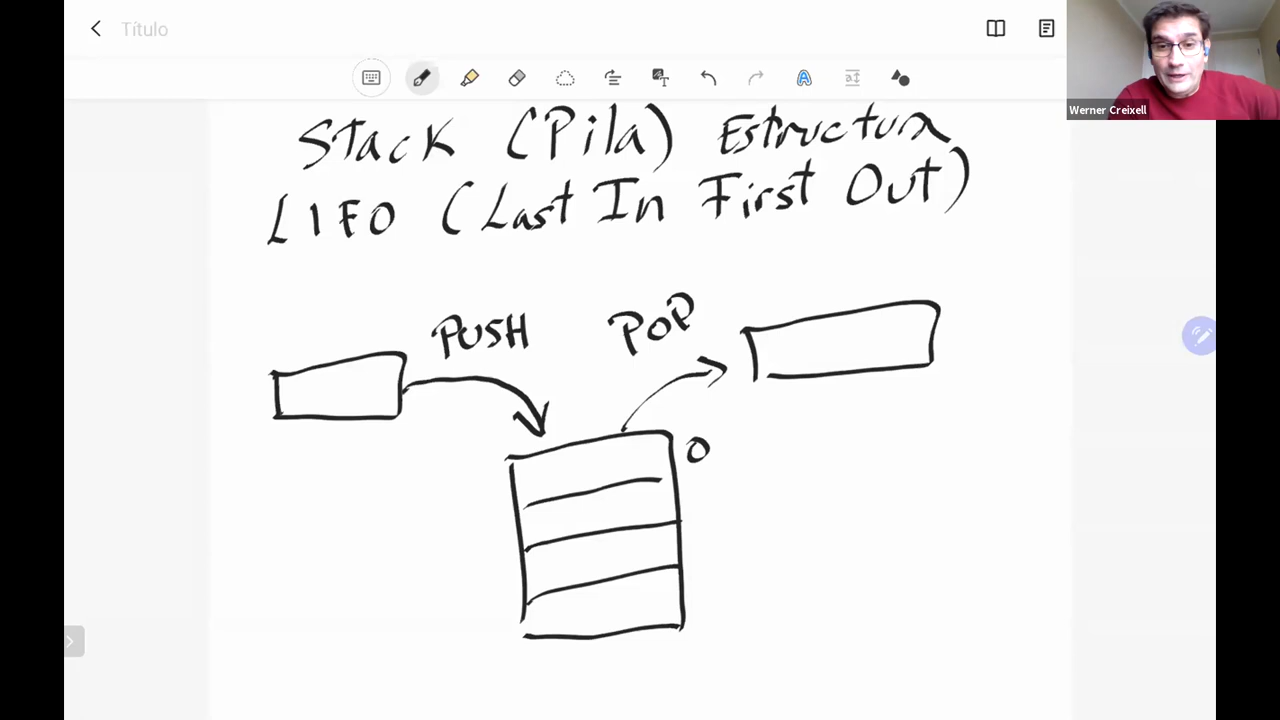 Título
Werner Creixell
Stack (Pila) Estructura
LIFO (Last In First Out)
PUSH
POP
0